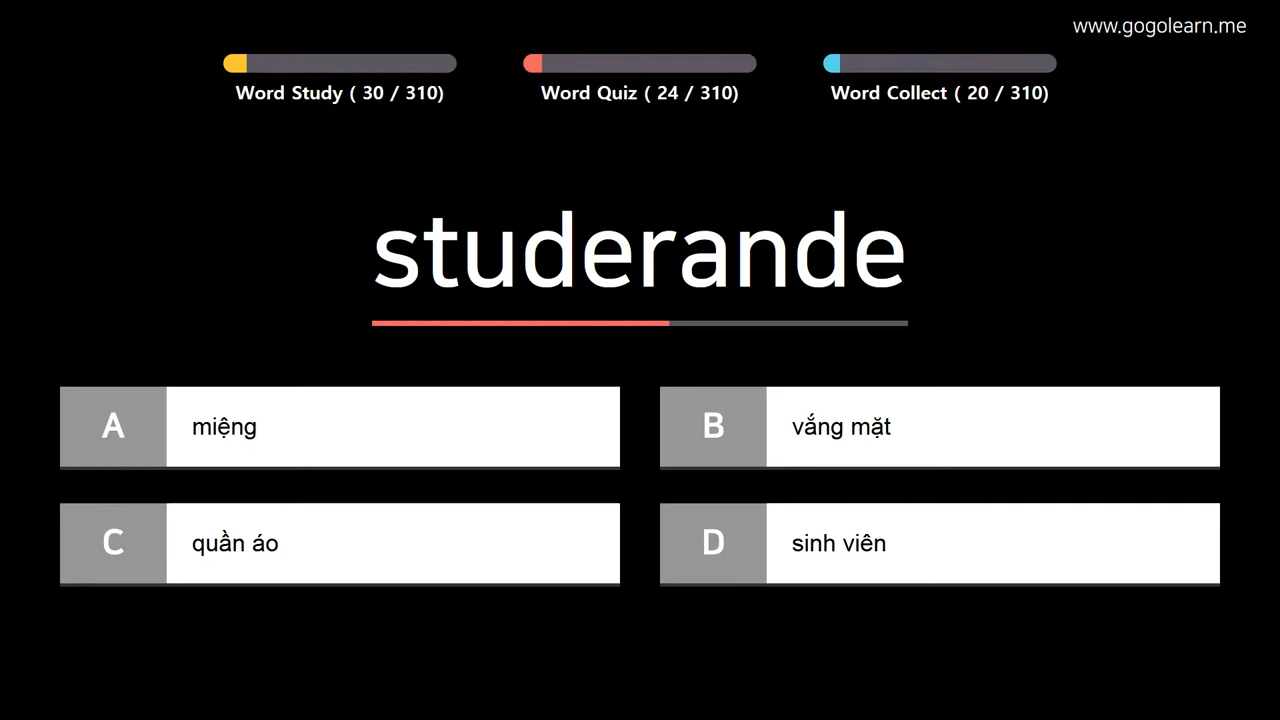 www.gogolearn.me
Word Study ( 30 / 310)
Word Quiz ( 24 / 310)
Word Collect ( 20 / 310)
studerande
A miệng
B vắng mặt
C quần áo
D sinh viên